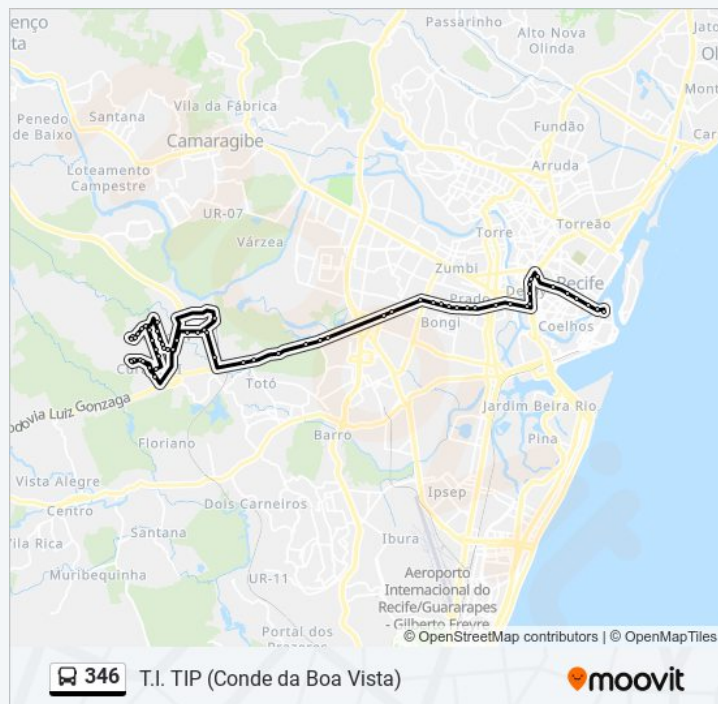 Passarinho
Jato
enço
ta
Alto Nova
Olinda
Ol
Vila da Fábrica
Mont
Penedo
de Baixo
Santana
Fundão
Camaragibe
Car
Arruda
Loteamento
Campestre
UR-07
Torreão
Várzea
Torre
Zumbi
De
Recife
Prado
Bongi
Coelhos
Cu
Totó
odovia Luiz Gonzaga
Jardim Beira Rio
Floriano
Barro
Pina
Vista Alegre
Ipsep
Centro
Dois Carneiros
Santana
Ibura
Vila Rica
Muribequinha
UR-11
Aeroporto
Internacional do
Recife/Guararapes
- Gilberto Freyre
Portal dos
Prazeres
© OpenStreetMap contributors | © OpenMapTiles
346 T.I. TIP (Conde da Boa Vista)
moovit